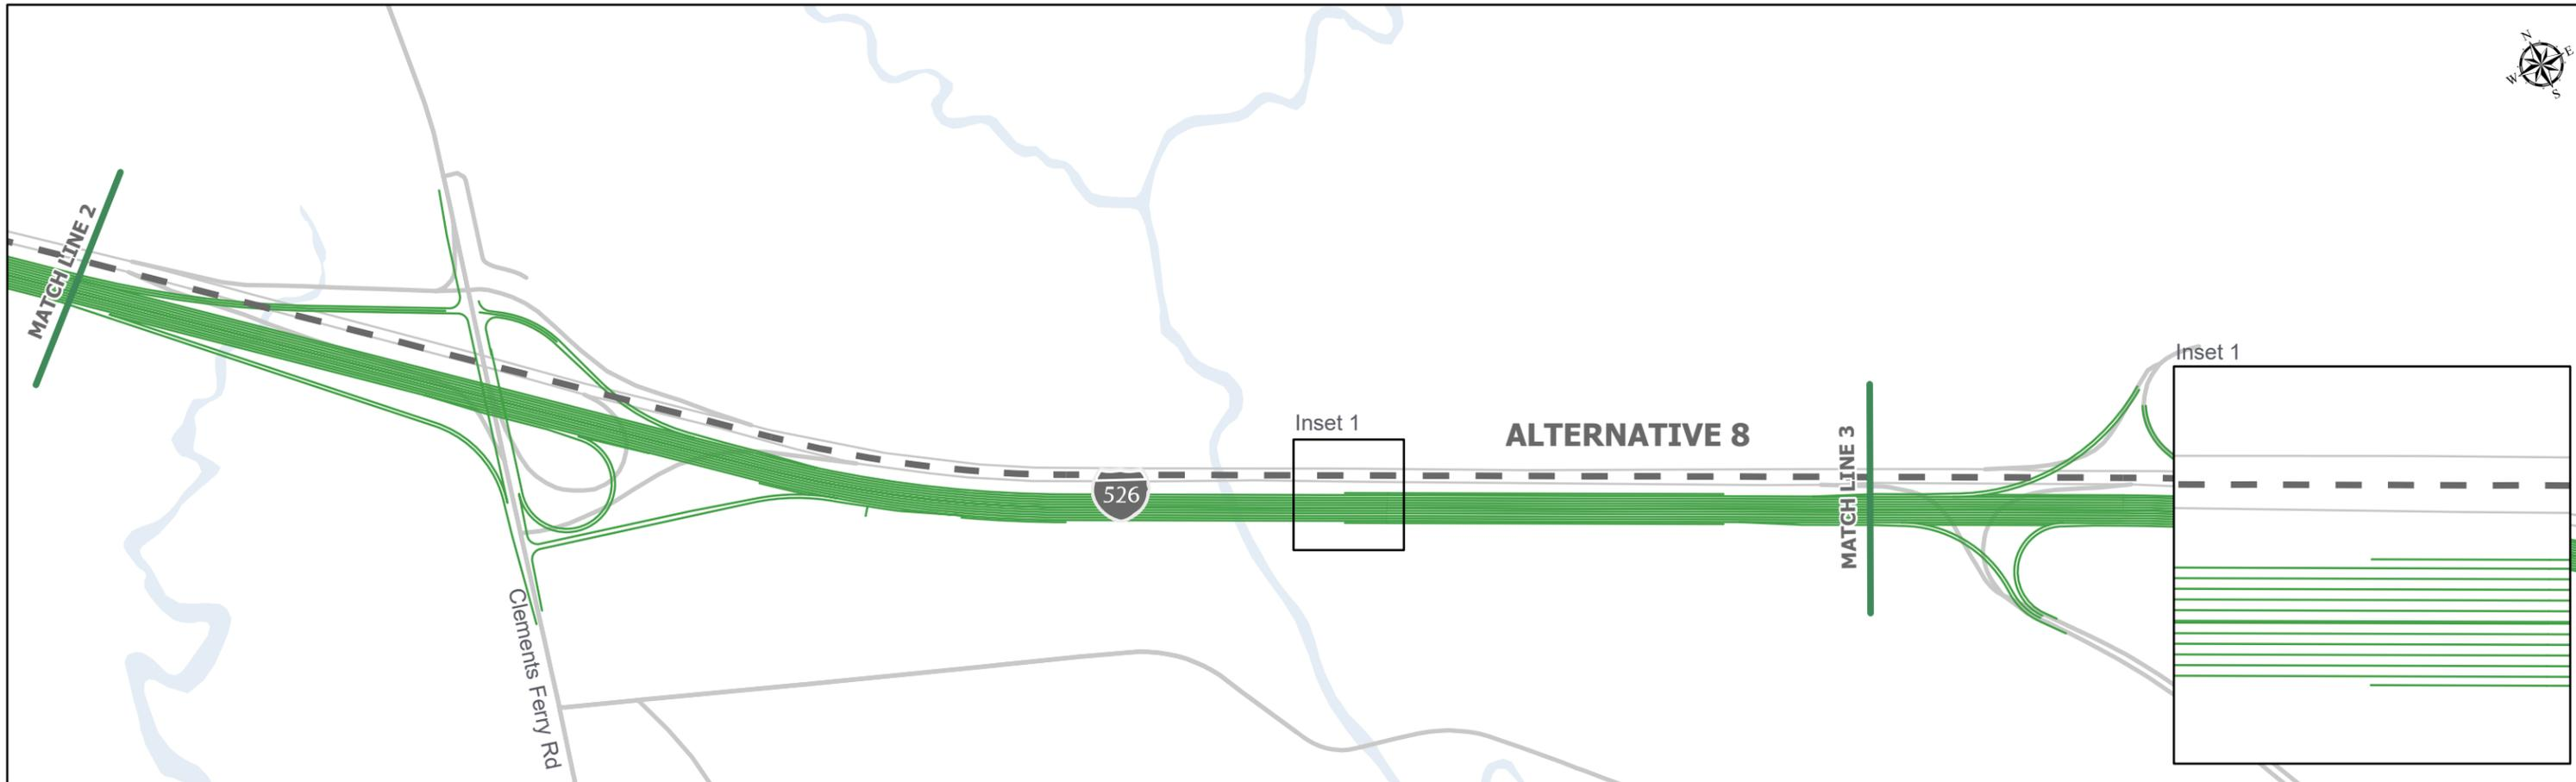 N
E
W
S
MATCH LINE 2
Inset 1
Inset 1
ALTERNATIVE 8
MATCH LINE 3
526
Clements Ferry Rd